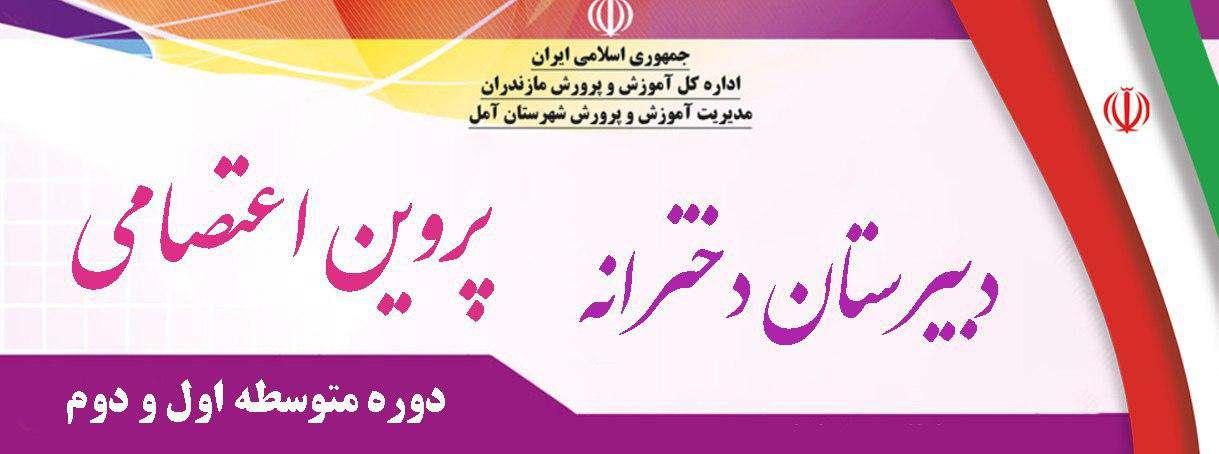 جمهوری اسلامی ایران
اداره کل آموزش و پرورش مازندران
مدیریت آموزش و پرورش شهرستان آمل
دبیرستان دخترانه پروین اعتصامی
دوره متوسطه اول و دوم